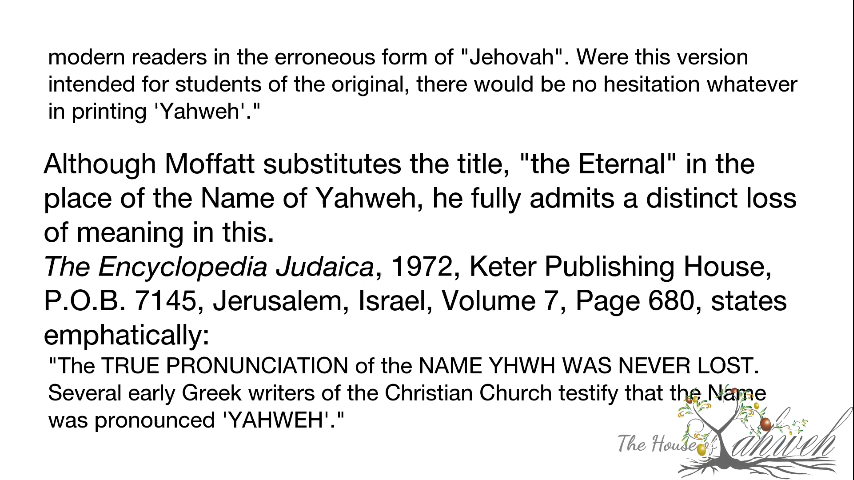 modern readers in the erroneous form of "Jehovah". Were this version
intended for students of the original, there would be no hesitation whatever
in printing 'Yahweh'."
Although Moffatt substitutes the title, "the Eternal" in the
place of the Name of Yahweh, he fully admits a distinct loss
of meaning in this.
The Encyclopedia Judaica, 1972, Keter Publishing House,
P.O.B. 7145, Jerusalem, Israel, Volume 7, Page 680, states
emphatically:
"The TRUE PRONUNCIATION of the NAME YHWH WAS NEVER LOST.
Several early Greek writers of the Christian Church testify that the Name
was pronounced 'YAHWEH'."
The House of Yahweh